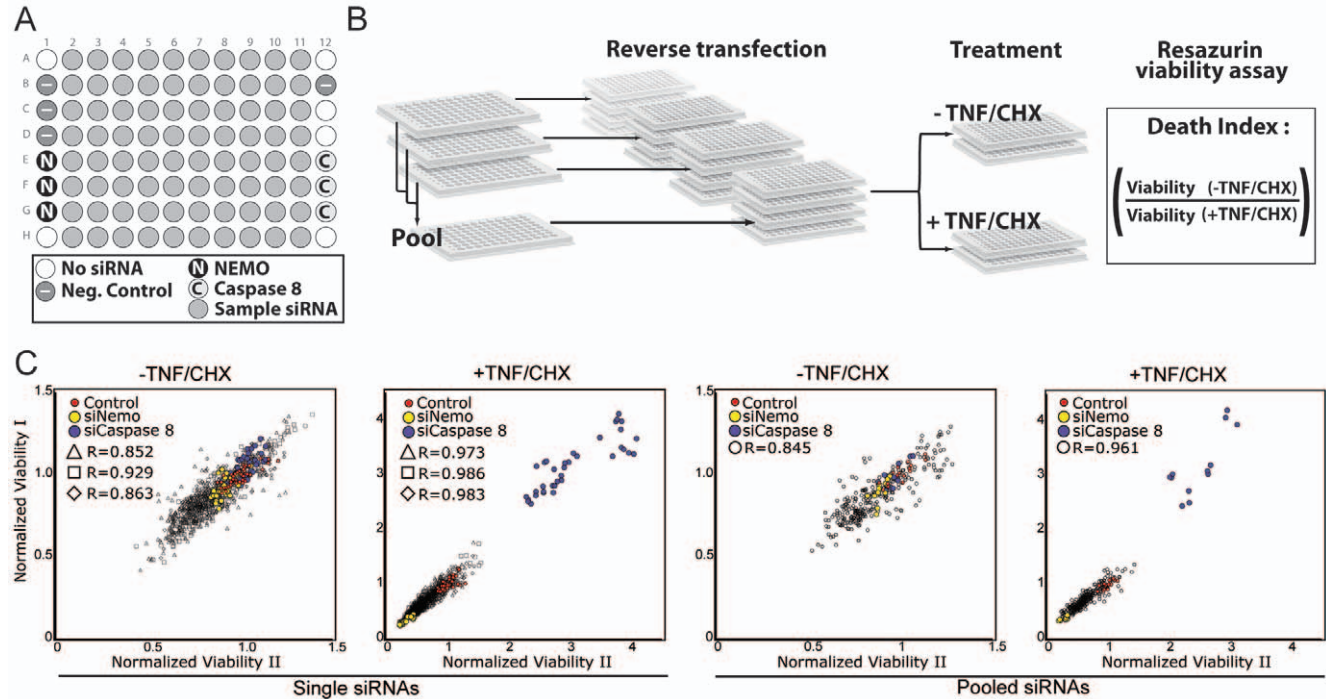 A
1 2 3 4 5 6 7 8 9 10 11 12
A
B − −
C −
D −
E N C
F N C
G N C
H
No siRNA
Neg. Control
N NEMO
C Caspase 8
Sample siRNA
B
Reverse transfection
Treatment
Resazurin
viability assay
Pool
- TNF/CHX
+ TNF/CHX
Death Index :
Viability (-TNF/CHX)
Viability (+TNF/CHX)
C
-TNF/CHX
Normalized Viability I
1.5
1.0
0.5
0
Control
siNemo
siCaspase 8
R=0.852
R=0.929
R=0.863
0 0.5 1.0 1.5
Normalized Viability II
+TNF/CHX
4
3
2
1
0
Control
siNemo
siCaspase 8
R=0.973
R=0.986
R=0.983
0 1 2 3 4
Normalized Viability II
Single siRNAs
-TNF/CHX
1.5
1.0
0.5
0
Control
siNemo
siCaspase 8
R=0.845
0 0.5 1.0 1.5
Normalized Viability II
+TNF/CHX
4
3
2
1
0
Control
siNemo
siCaspase 8
R=0.961
0 1 2 3 4
Normalized Viability II
Pooled siRNAs